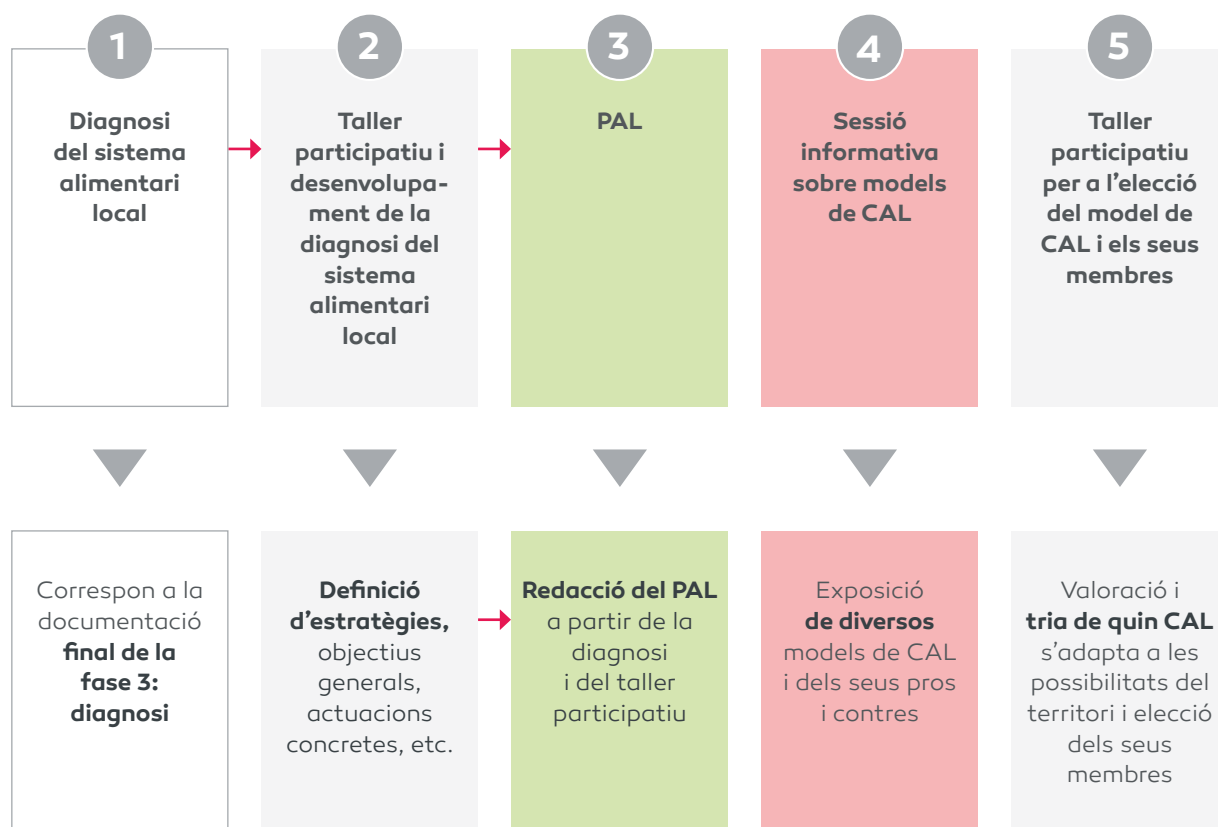 1
Diagnosi
del sistema
alimentari
local
2
Taller
participatiu i
desenvolupa-
ment de la
diagnosi del
sistema
alimentari
local
3
PAL
4
Sessió
informativa
sobre models
de CAL
5
Taller
participatiu
per a l’elecció
del model de
CAL i els seus
membres
Correspon a la
documentació
final de la
fase 3:
diagnosi
Definició
d’estratègies,
objectius
generals,
actuacions
concretes, etc.
Redacció del PAL
a partir de la
diagnosi
i del taller
participatiu
Exposició
de diversos
models de CAL
i dels seus pros
i contres
Valoració i
tria de quin CAL
s’adapta a les
possibilitats del
territori i elecció
dels seus
membres